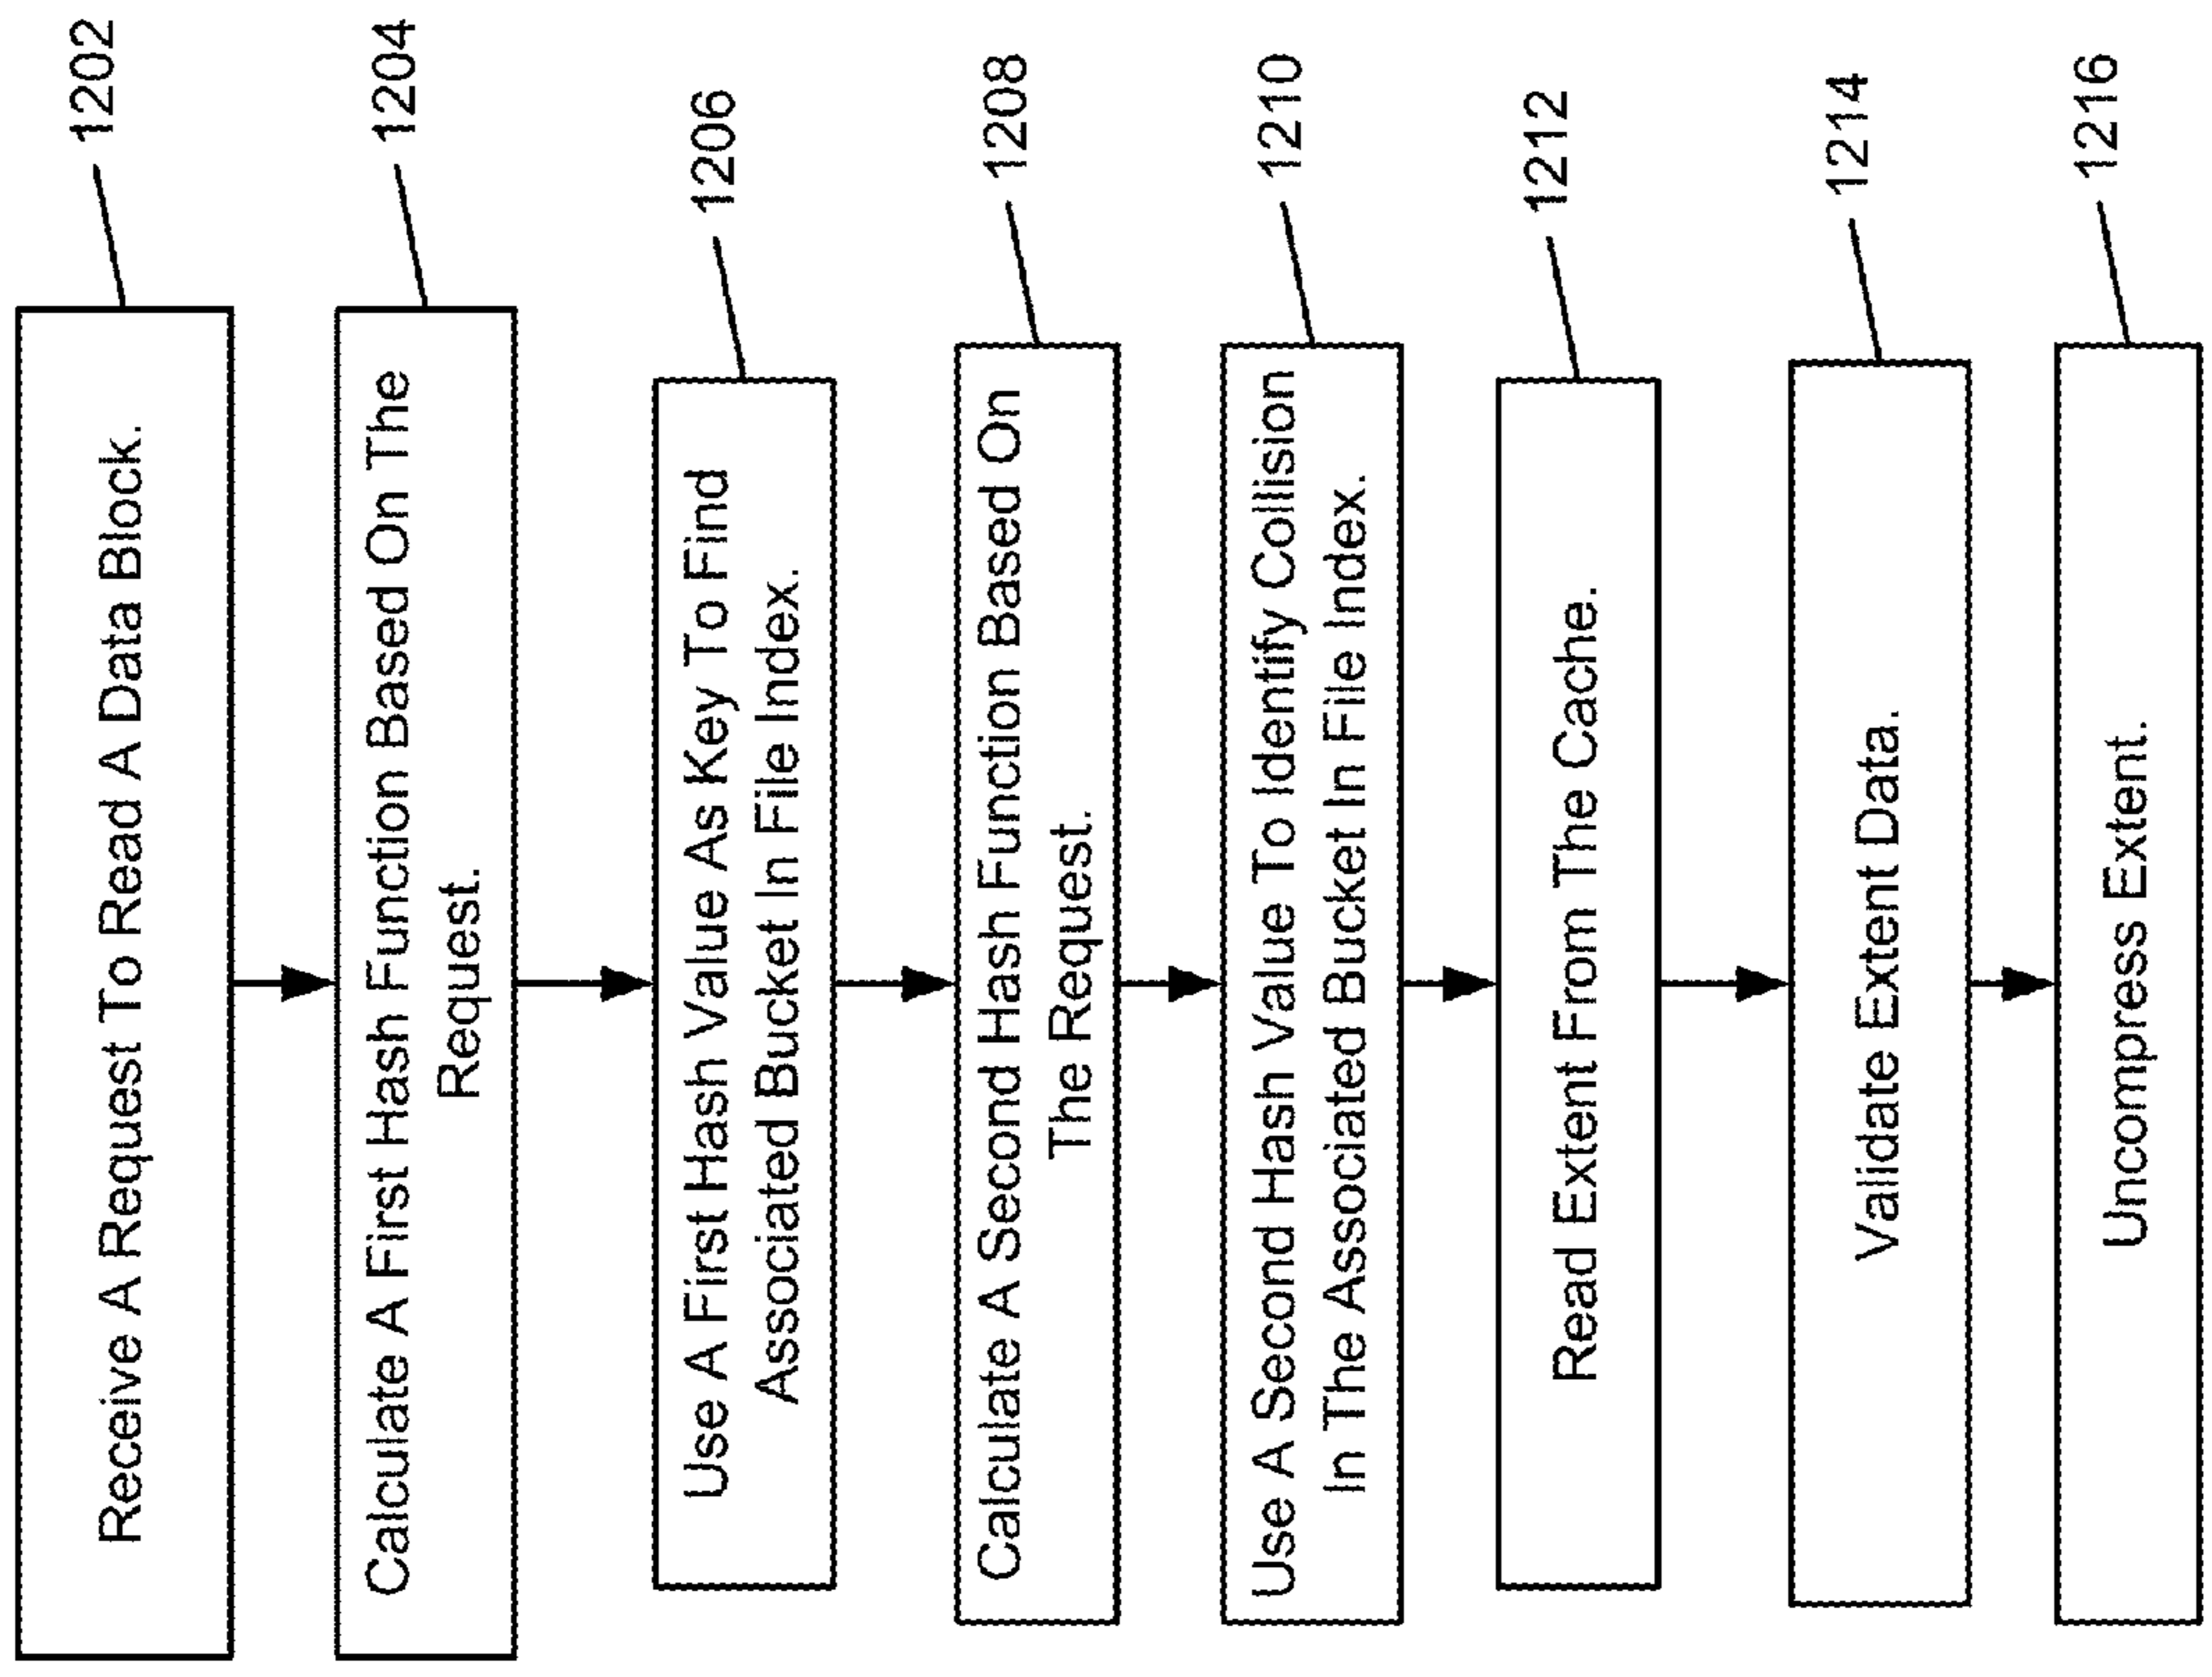 Receive A Request To Read A Data Block.
1202
Calculate A First Hash Function Based On The
Request.
1204
Use A First Hash Value As Key To Find
Associated Bucket In File Index.
1206
Calculate A Second Hash Function Based On
The Request.
1208
Use A Second Hash Value To Identify Collision
In The Associated Bucket In File Index.
1210
Read Extent From The Cache.
1212
Validate Extent Data.
1214
Uncompress Extent.
1216